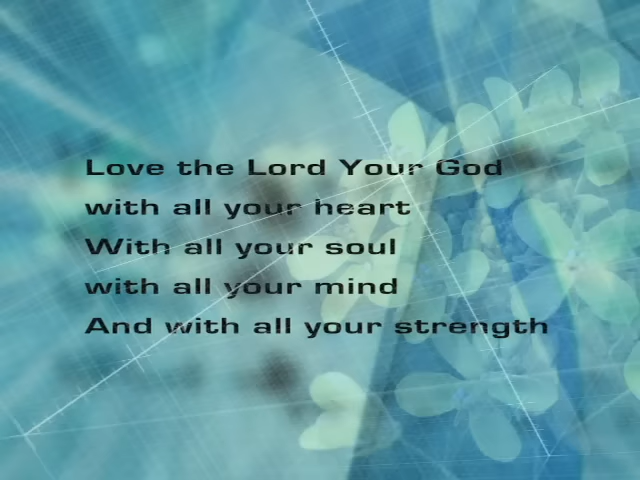 Love the Lord Your God
with all your heart
With all your soul
with all your mind
And with all your strength